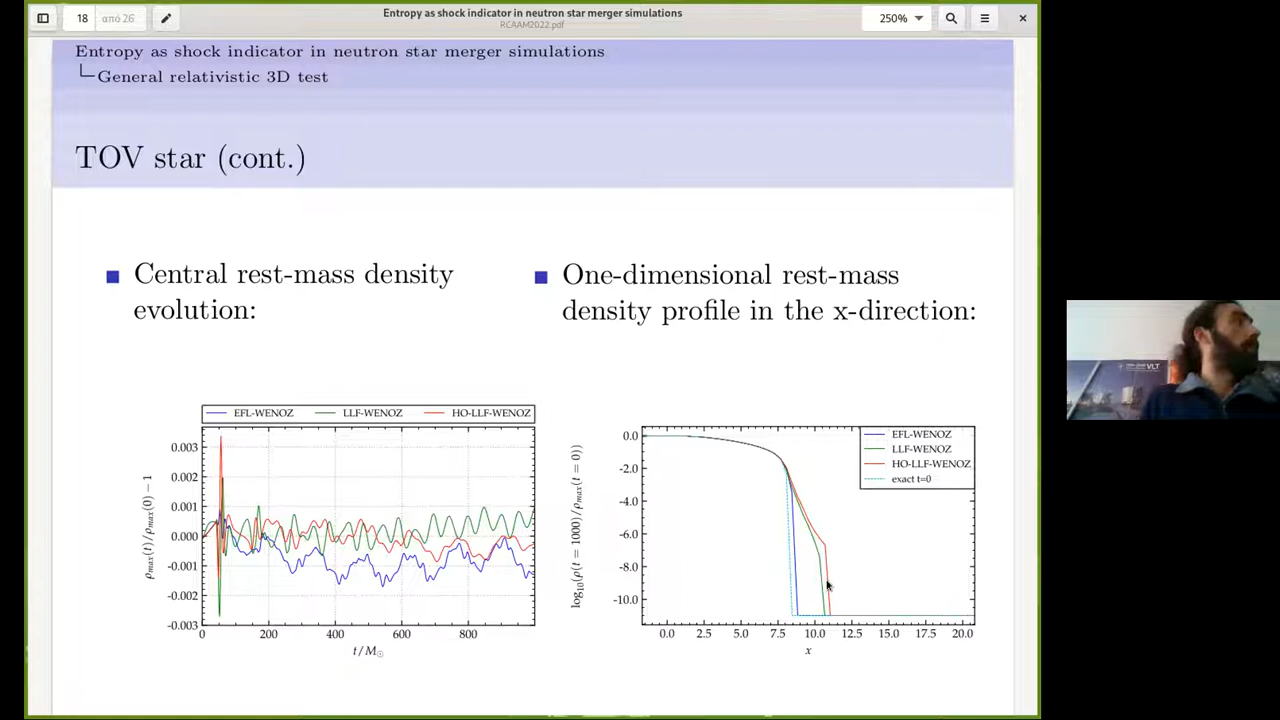 18 από 26
Entropy as shock indicator in neutron star merger simulations
RCAAM2022.pdf
250%
Entropy as shock indicator in neutron star merger simulations
General relativistic 3D test
TOV star (cont.)
Central rest-mass density
evolution:
One-dimensional rest-mass
density profile in the x-direction:
EFL-WENOZ LLF-WENOZ HO-LLF-WENOZ
0.003
0.002
0.001
0.000
-0.001
-0.002
-0.003
ρmax(t)/ρmax(0) − 1
0 200 400 600 800
t/M⊙
EFL-WENOZ
LLF-WENOZ
HO-LLF-WENOZ
exact t=0
0.0
-2.0
-4.0
-6.0
-8.0
-10.0
log10(ρ(t = 1000)/ρmax(t = 0))
0.0 2.5 5.0 7.5 10.0 12.5 15.0 17.5 20.0
x
VLT